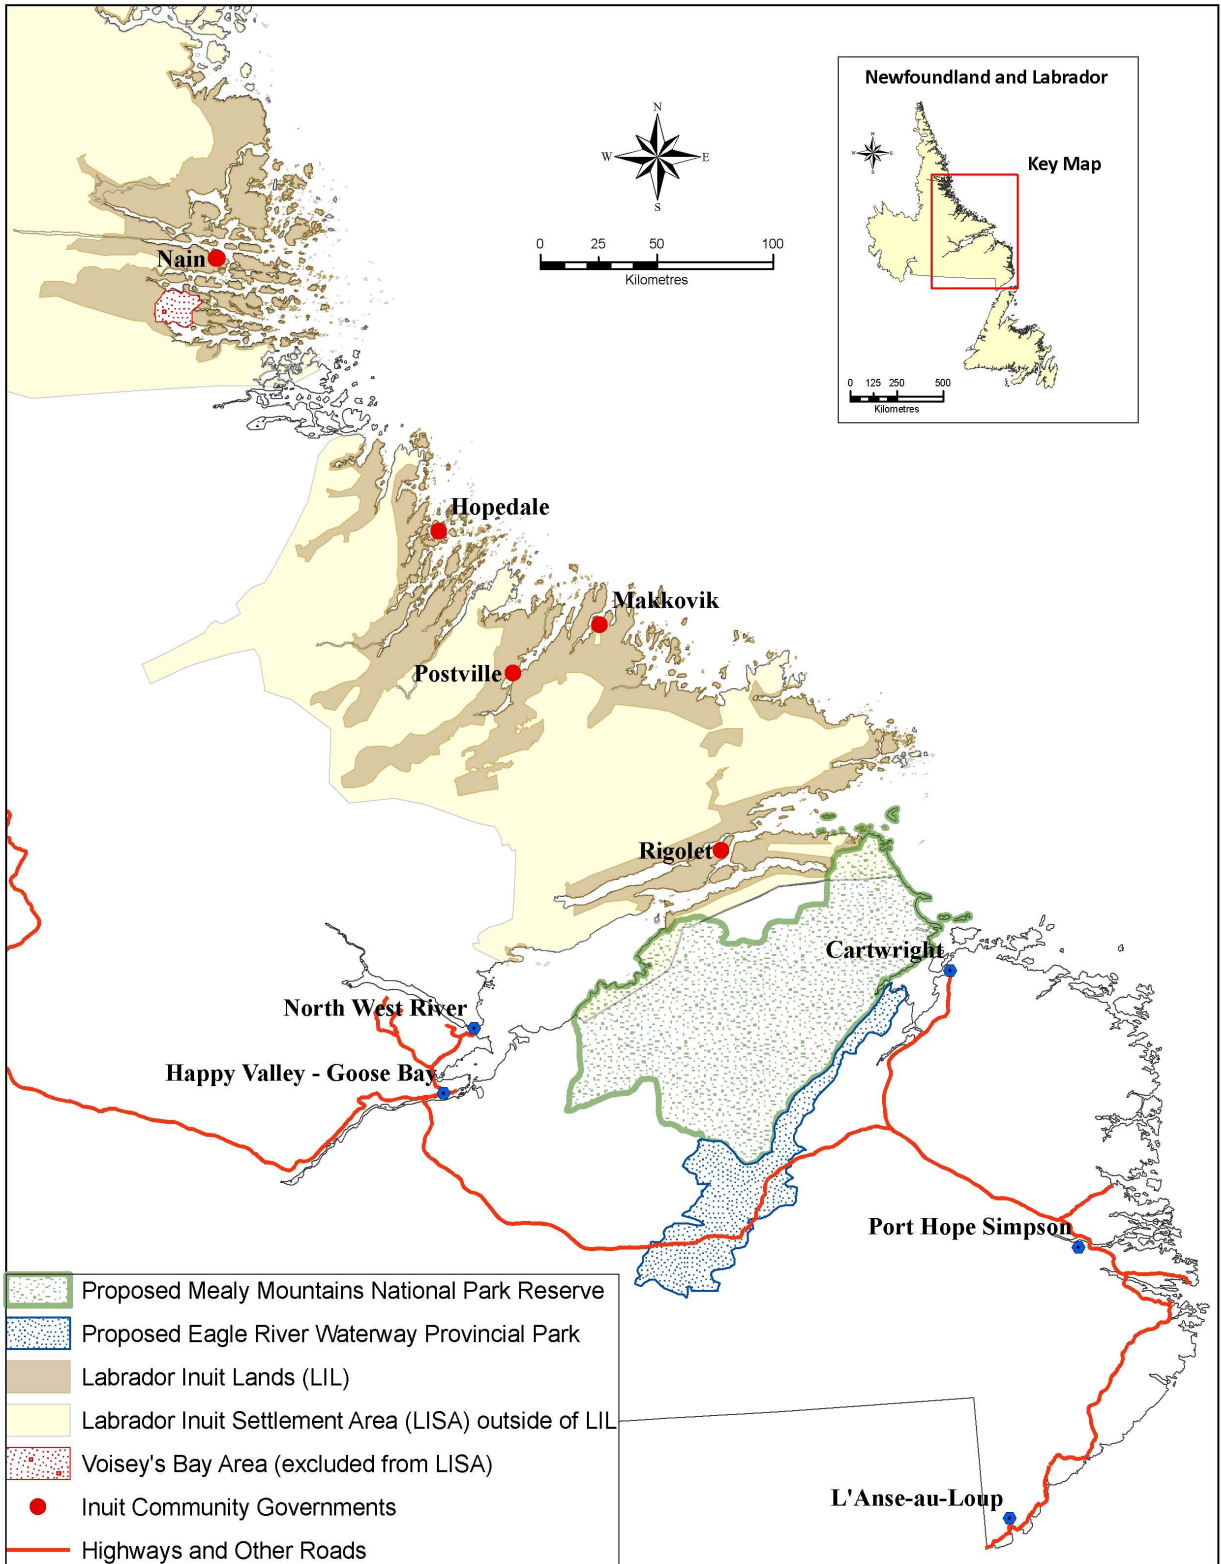 Newfoundland and Labrador
N
W
E
S
N
W
E
S
Key Map
0 25 50 100
Kilometres
0 125 250 500
Kilometres
Nain
Hopedale
Makkovik
Postville
Rigolet
Cartwright
North West River
Happy Valley - Goose Bay
Port Hope Simpson
L'Anse-au-Loup
Proposed Mealy Mountains National Park Reserve
Proposed Eagle River Waterway Provincial Park
Labrador Inuit Lands (LIL)
Labrador Inuit Settlement Area (LISA) outside of LIL
Voisey's Bay Area (excluded from LISA)
Inuit Community Governments
Highways and Other Roads